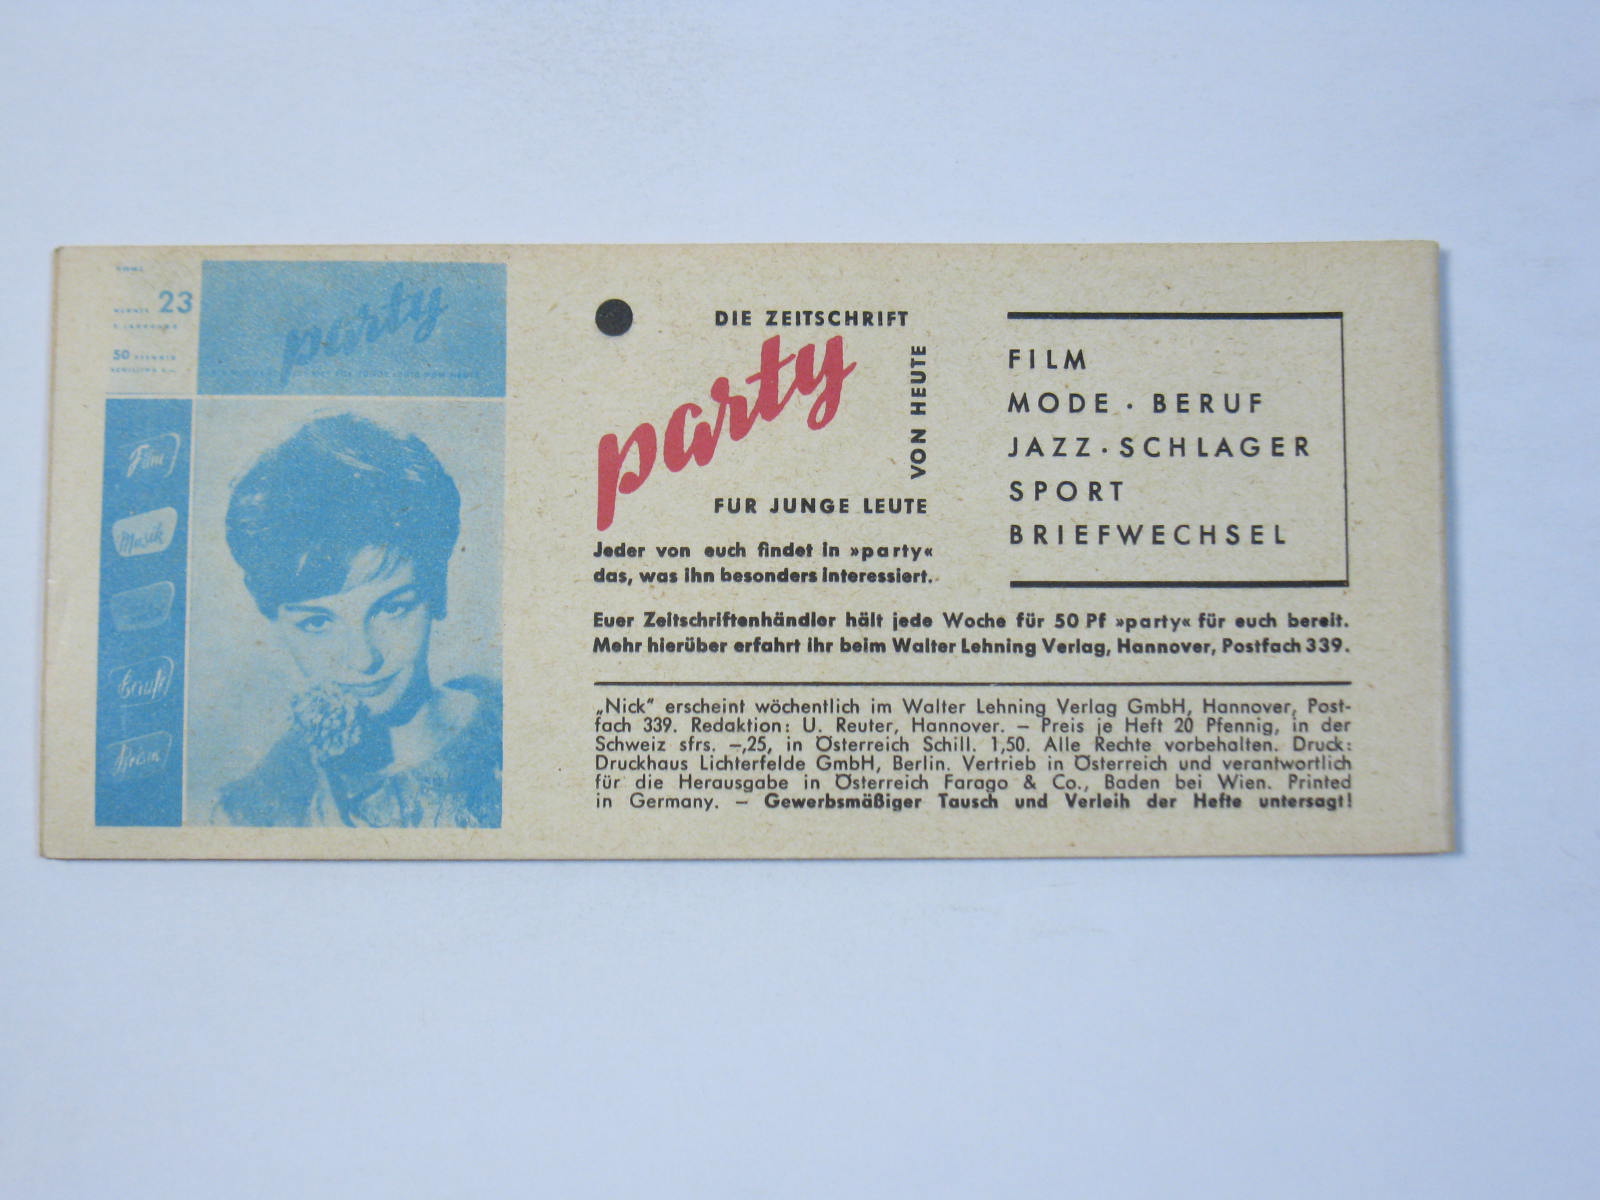 23
50
party
Film
Musik
Berufe
DIE ZEITSCHRIFT
party
VON HEUTE
FÜR JUNGE LEUTE
Jeder von euch findet in »party«
das, was ihn besonders interessiert.
FILM
MODE · BERUF
JAZZ · SCHLAGER
SPORT
BRIEFWECHSEL
Euer Zeitschriftenhändler hält jede Woche für 50 Pf »party« für euch bereit.
Mehr hierüber erfahrt ihr beim Walter Lehning Verlag, Hannover, Postfach 339.
„Nick" erscheint wöchentlich im Walter Lehning Verlag GmbH, Hannover, Post-
fach 339. Redaktion: U. Reuter, Hannover. – Preis je Heft 20 Pfennig, in der
Schweiz sfrs. –,25, in Österreich Schill. 1,50. Alle Rechte vorbehalten. Druck:
Druckhaus Lichterfelde GmbH, Berlin. Vertrieb in Österreich und verantwortlich
für die Herausgabe in Österreich Farago & Co., Baden bei Wien. Printed
in Germany. – Gewerbsmäßiger Tausch und Verleih der Hefte untersagt!